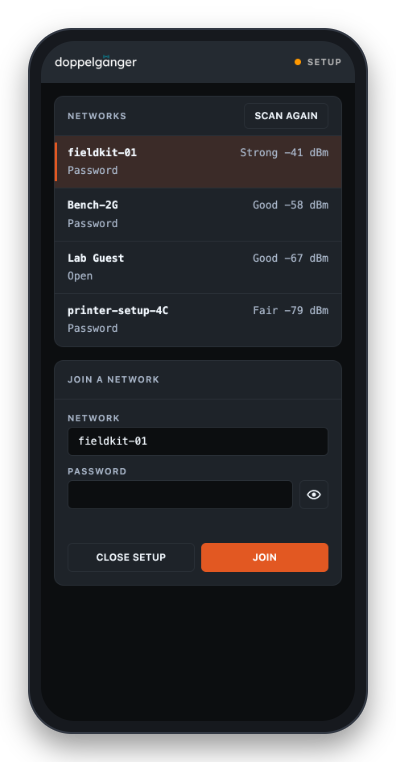 doppelgänger
SETUP
NETWORKS
SCAN AGAIN
fieldkit-01
Strong -41 dBm
Password
Bench-2G
Good -58 dBm
Password
Lab Guest
Good -67 dBm
Open
printer-setup-4C
Fair -79 dBm
Password
JOIN A NETWORK
NETWORK
fieldkit-01
PASSWORD
CLOSE SETUP
JOIN